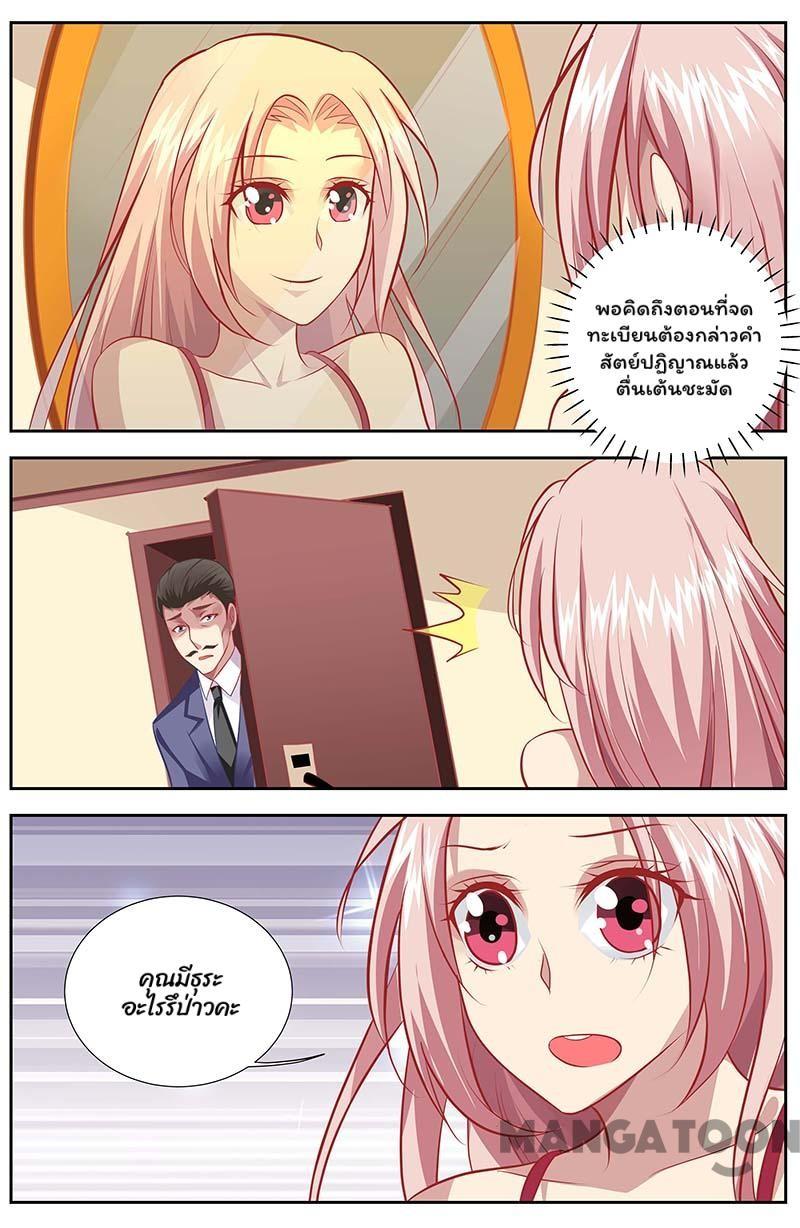 พอคิดถึงตอนที่จด
ทะเบียนต้องกล่าวคำ
สัตย์ปฏิญาณแล้ว
ตื่นเต้นชะมัด
คุณมีธุระ
อะไรรึป่าวคะ
MANGATOON